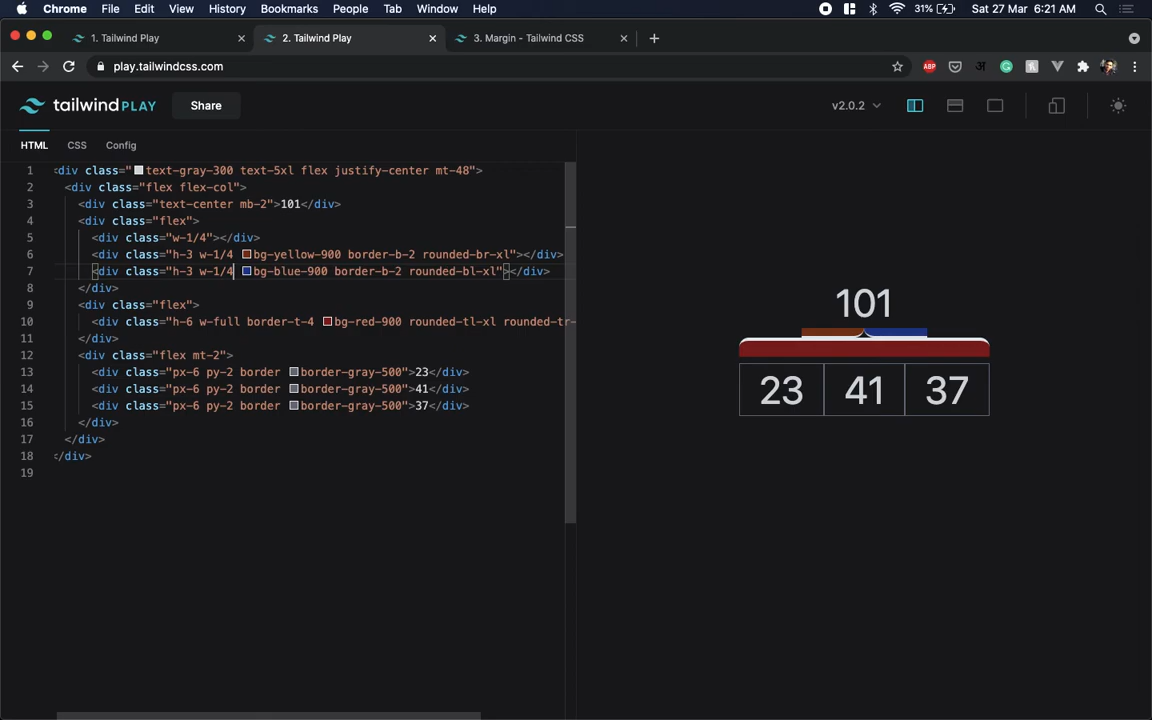 Chrome File Edit View History Bookmarks People Tab Window Help 31% Sat 27 Mar 6:21 AM
1. Tailwind Play 2. Tailwind Play 3. Margin - Tailwind CSS
play.tailwindcss.com ABP
tailwind PLAY Share v2.0.2
HTML CSS Config
1 <div class="text-gray-300 text-5xl flex justify-center mt-48">
2 <div class="flex flex-col">
3 <div class="text-center mb-2">101</div>
4 <div class="flex">
5 <div class="w-1/4"></div>
6 <div class="h-3 w-1/4 bg-yellow-900 border-b-2 rounded-br-xl"></div>
7 <div class="h-3 w-1/4 bg-blue-900 border-b-2 rounded-bl-xl"></div>
8 </div>
9 <div class="flex">
10 <div class="h-6 w-full border-t-4 bg-red-900 rounded-tl-xl rounded-tr-
11 </div>
12 <div class="flex mt-2">
13 <div class="px-6 py-2 border border-gray-500">23</div>
14 <div class="px-6 py-2 border border-gray-500">41</div>
15 <div class="px-6 py-2 border border-gray-500">37</div>
16 </div>
17 </div>
18 </div>
19
101
23 41 37